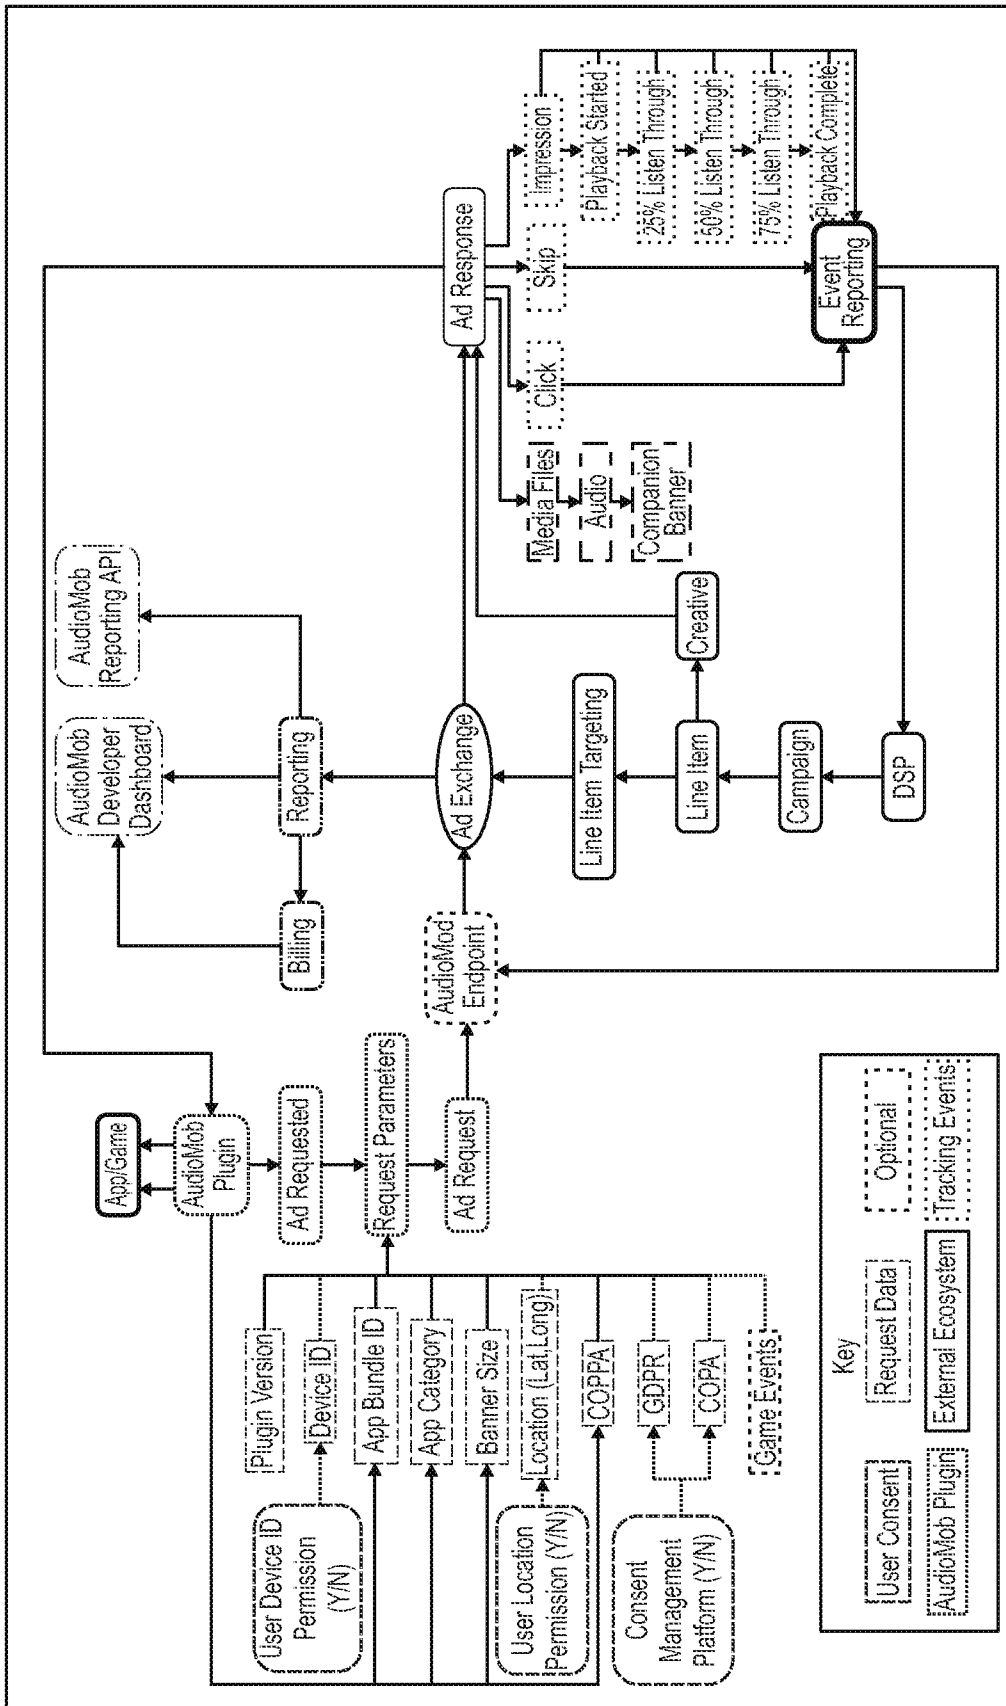 App/Game
AudioMob
Plugin
Ad Requested
Request Parameters
Ad Request
Plugin Version
Device ID
App Bundle ID
App Category
Banner Size
Location (Lat,Long)
COPPA
GDPR
COPA
Game Events
User Device ID
Permission
(Y/N)
User Location
Permission (Y/N)
Consent
Management
Platform (Y/N)
AudioMod
Endpoint
AudioMob
Developer
Dashboard
AudioMob
Reporting API
Billing
Reporting
Ad Exchange
Line Item Targeting
Line Item
Creative
Campaign
DSP
Ad Response
Media Files
Audio
Companion
Banner
Click
Skip
Impression
Playback Started
25% Listen Through
50% Listen Through
75% Listen Through
Playback Complete
Event
Reporting
Key
User Consent
Request Data
Optional
AudioMob Plugin
External Ecosystem
Tracking Events